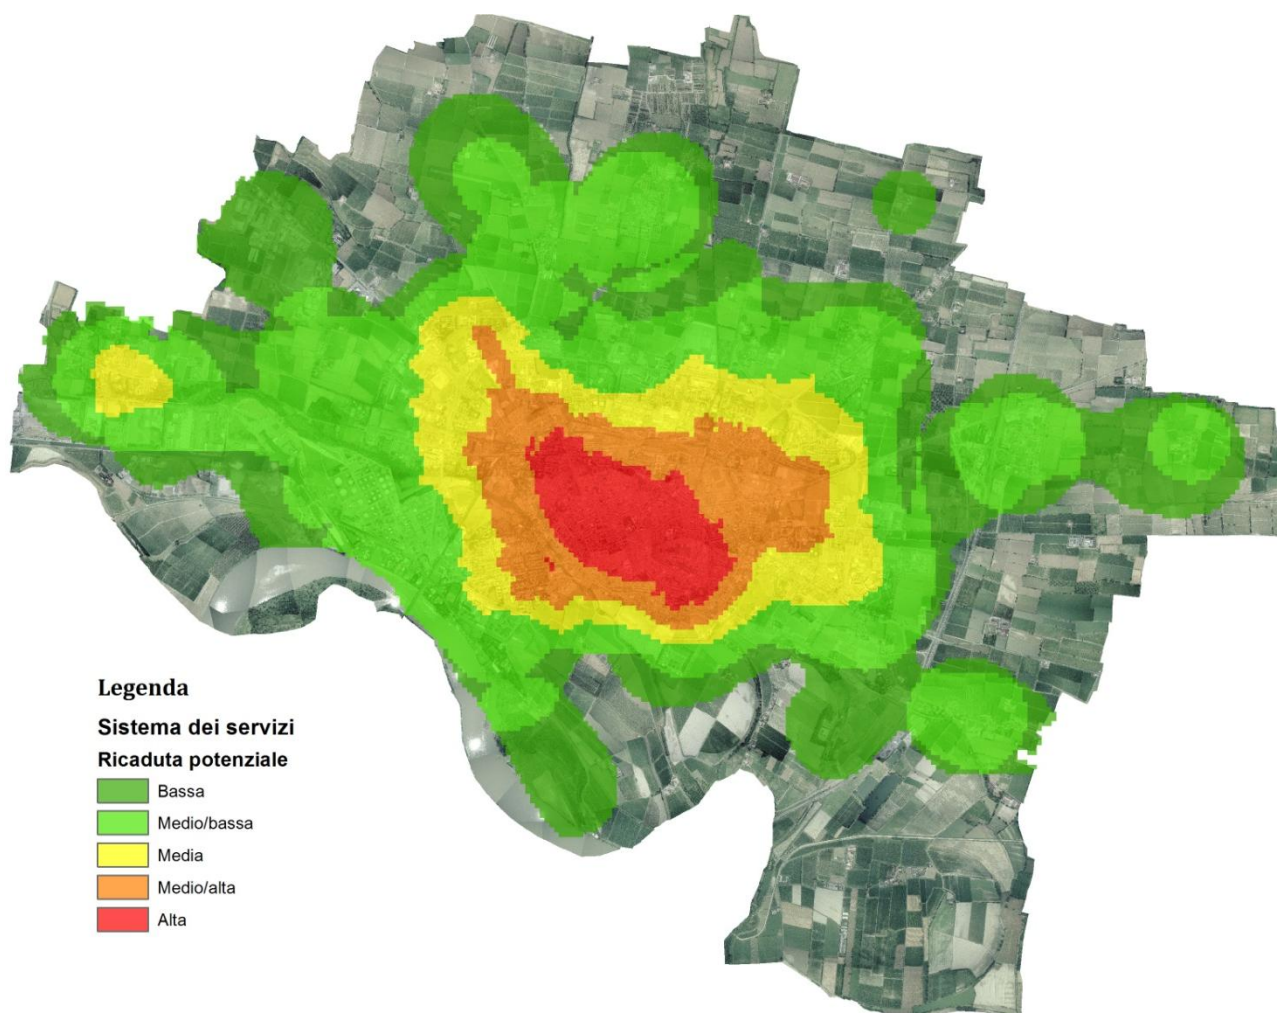 Legenda
Sistema dei servizi
Ricaduta potenziale
Bassa
Medio/bassa
Media
Medio/alta
Alta